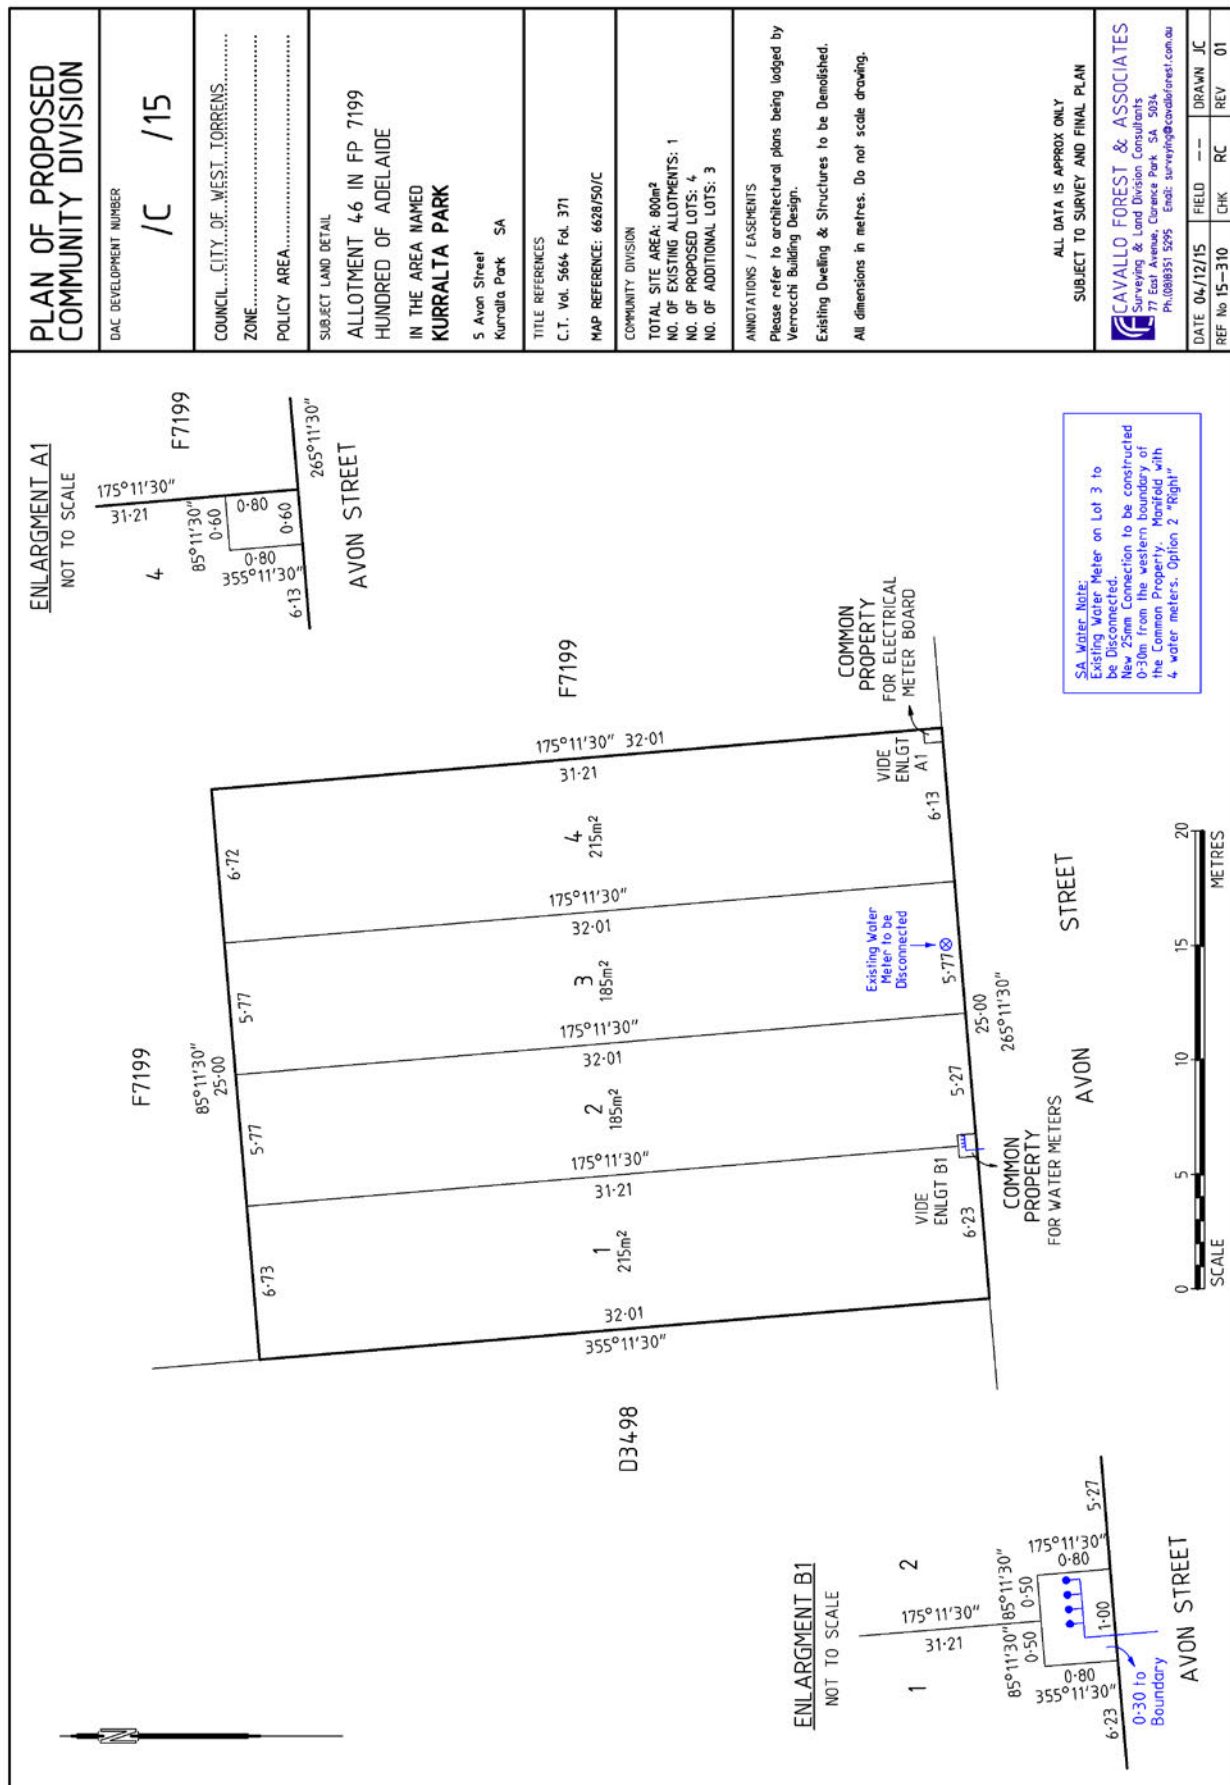 PLAN OF PROPOSED
COMMUNITY DIVISION
DAC DEVELOPMENT NUMBER
/C /15
COUNCIL...CITY OF WEST TORRENS
ZONE
POLICY AREA
SUBJECT LAND DETAIL
ALLOTMENT 46 IN FP 7199
HUNDRED OF ADELAIDE
IN THE AREA NAMED
KURRALTA PARK
5 Avon Street
Kurralta Park SA
TITLE REFERENCES
C.T. Vol. 5664 Fol. 371
MAP REFERENCE: 6628/50/C
COMMUNITY DIVISION
TOTAL SITE AREA: 800m²
NO. OF EXISTING ALLOTMENTS: 1
NO. OF PROPOSED LOTS: 4
NO. OF ADDITIONAL LOTS: 3
ANNOTATIONS / EASEMENTS
Please refer to architectural plans being lodged by
Verrocchi Building Design.
Existing Dwelling & Structures to be Demolished.
All dimensions in metres. Do not scale drawing.
ALL DATA IS APPROX ONLY
SUBJECT TO SURVEY AND FINAL PLAN
CAVALLO FOREST & ASSOCIATES
Surveying & Land Division Consultants
77 East Avenue, Clarence Park SA 5034
Ph.(08)8351 5295 Email: surveying@cavalloforest.com.au
DATE 04/12/15 FIELD -- DRAWN JC
REF No 15-310 CHK RC REV 01
ENLARGMENT A1
NOT TO SCALE
175°11'30"
31·21
F7199
4
85°11'30"
0·60
0·80
0·80
355°11'30"
0·60
6·13
265°11'30"
AVON STREET
F7199
85°11'30"
25·00
6·73
5·77
5·77
6·72
F7199
D3498
355°11'30"
32·01
1
215m²
175°11'30"
31·21
2
185m²
175°11'30"
32·01
3
185m²
175°11'30"
32·01
4
215m²
175°11'30" 32·01
31·21
VIDE
ENLGT B1
6·23
5·27
5·77
6·13
Existing Water
Meter to be
Disconnected
VIDE
ENLGT
A1
COMMON
PROPERTY
FOR ELECTRICAL
METER BOARD
COMMON
PROPERTY
FOR WATER METERS
25·00
265°11'30"
AVON STREET
SA Water Note:
Existing Water Meter on Lot 3 to
be Disconnected.
New 25mm Connection to be constructed
0·30m from the western boundary of
the Common Property. Manifold with
4 water meters. Option 2 "Right"
0 5 10 15 20
SCALE METRES
N
ENLARGMENT B1
NOT TO SCALE
1
2
175°11'30"
31·21
85°11'30"
0·50
85°11'30"
0·50
175°11'30"
0·80
0·80
355°11'30"
1·00
6·23
5·27
0·30 to
Boundary
AVON STREET